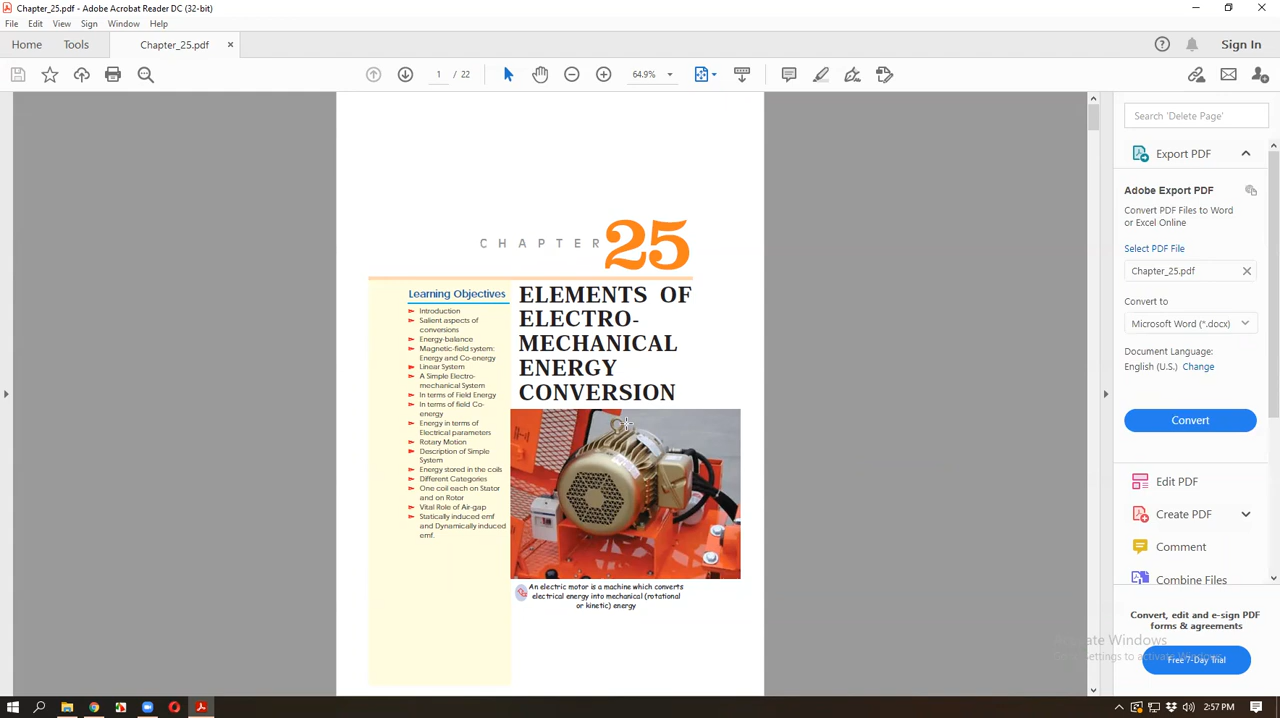 Chapter_25.pdf - Adobe Acrobat Reader DC (32-bit)
File Edit View Sign Window Help
Home Tools Chapter_25.pdf Sign In
1 / 22 64.9%
CHAPTER 25
Learning Objectives
Introduction
Salient aspects of
conversions
Energy-balance
Magnetic-field system:
Energy and Co-energy
Linear System
A Simple Electro-
mechanical System
In terms of Field Energy
In terms of field Co-
energy
Energy in terms of
Electrical parameters
Rotary Motion
Description of Simple
System
Energy stored in the coils
Different Categories
One coil each on Stator
and on Rotor
Vital Role of Air-gap
Statically induced emf
and Dynamically induced
emf.
ELEMENTS OF
ELECTRO-
MECHANICAL
ENERGY
CONVERSION
An electric motor is a machine which converts
electrical energy into mechanical (rotational
or kinetic) energy
Search 'Delete Page'
Export PDF
Adobe Export PDF
Convert PDF Files to Word
or Excel Online
Select PDF File
Chapter_25.pdf
Convert to
Microsoft Word (*.docx)
Document Language:
English (U.S.) Change
Convert
Edit PDF
Create PDF
Comment
Combine Files
Convert, edit and e-sign PDF
forms & agreements
Activate Windows
Free 7-Day Trial
2:57 PM